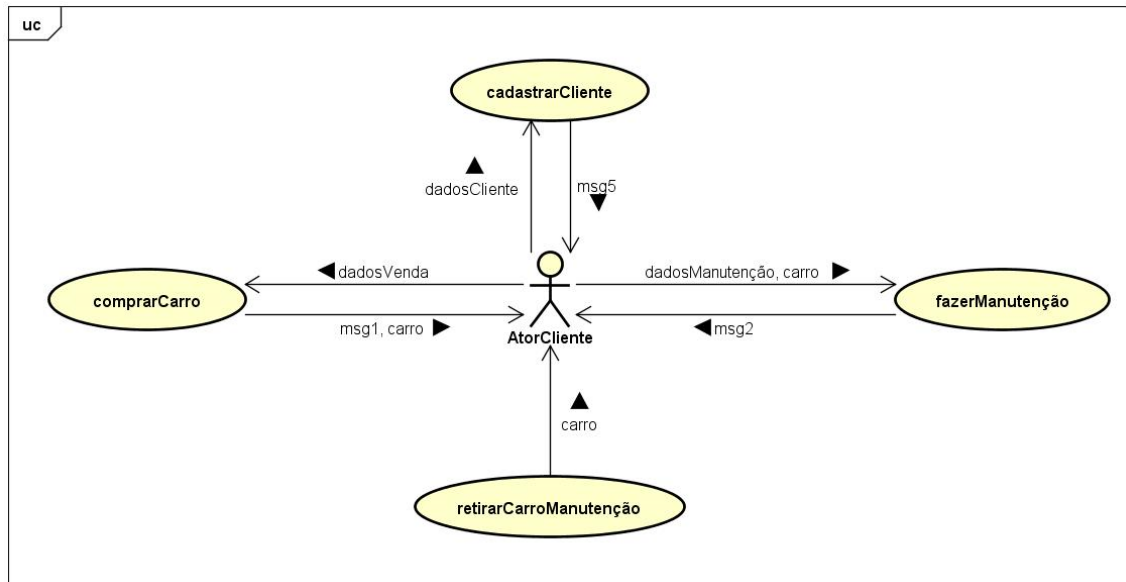 uc
cadastrarCliente
dadosCliente
msg5
dadosVenda
dadosManutenção, carro
comprarCarro
fazerManutenção
msg1, carro
msg2
AtorCliente
carro
retirarCarroManutenção